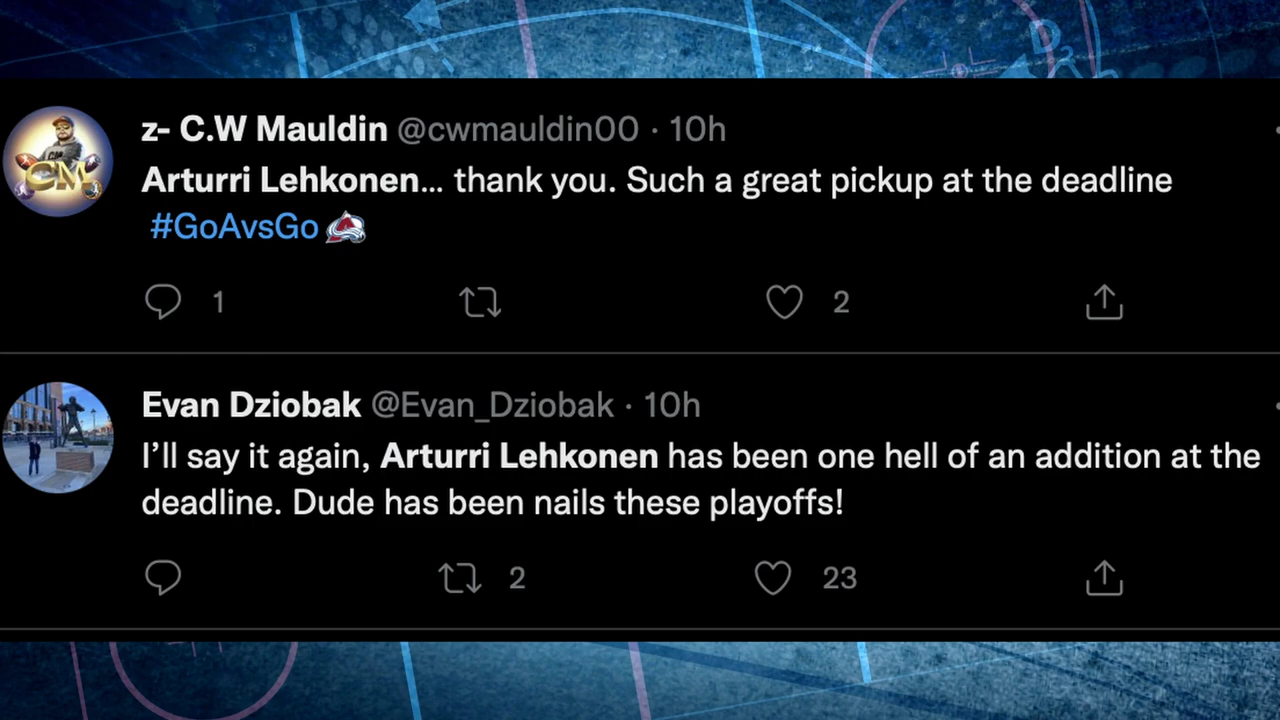 z- C.W Mauldin @cwmauldin00 · 10h
Arturri Lehkonen... thank you. Such a great pickup at the deadline
#GoAvsGo
1 2
Evan Dziobak @Evan_Dziobak · 10h
I’ll say it again, Arturri Lehkonen has been one hell of an addition at the
deadline. Dude has been nails these playoffs!
2 23
CM
D2